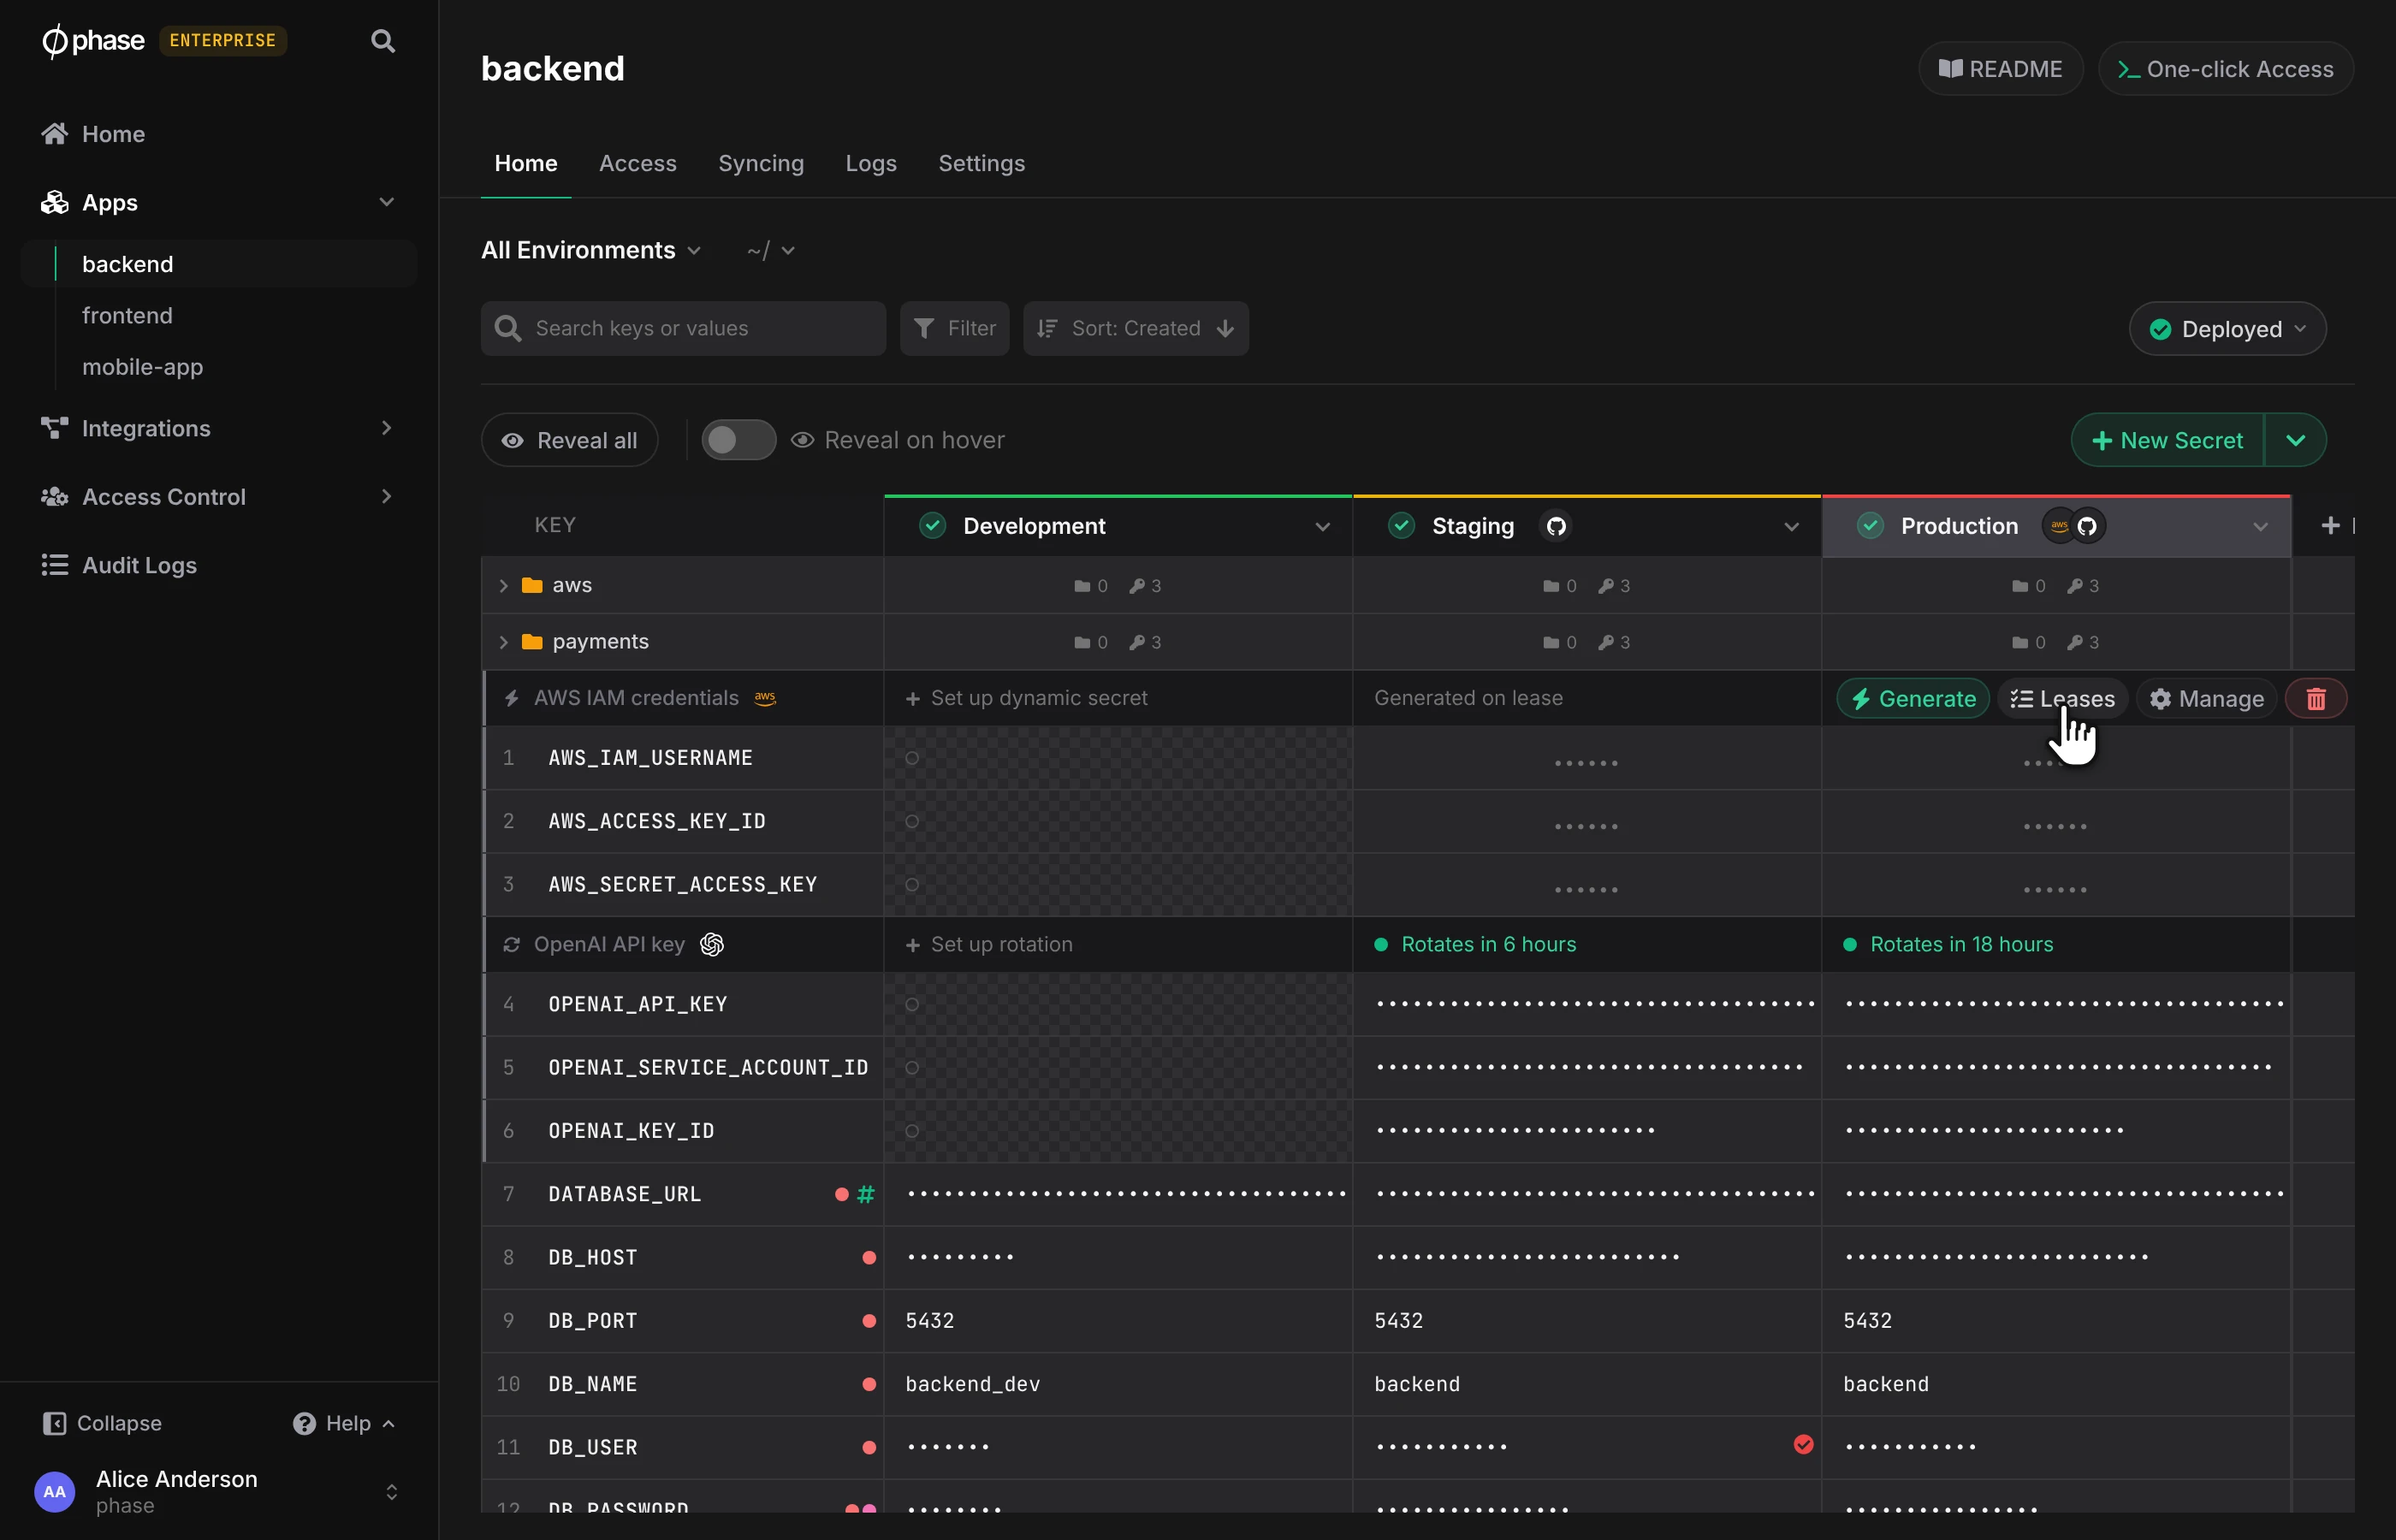 phase ENTERPRISE
Home
Apps
backend
frontend
mobile-app
Integrations
Access Control
Audit Logs
Collapse
Help
AA
Alice Anderson
phase
backend
README
One-click Access
Home Access Syncing Logs Settings
All Environments ~/
Search keys or values Filter Sort: Created Deployed
Reveal all Reveal on hover New Secret
KEY Development Staging Production aws
aws 0 3 0 3 0 3
payments 0 3 0 3 0 3
AWS IAM credentials aws + Set up dynamic secret Generated on lease Generate Leases Manage
1 AWS_IAM_USERNAME •••••• ••••
2 AWS_ACCESS_KEY_ID •••••• ••••••
3 AWS_SECRET_ACCESS_KEY •••••• ••••••
OpenAI API key + Set up rotation Rotates in 6 hours Rotates in 18 hours
4 OPENAI_API_KEY
5 OPENAI_SERVICE_ACCOUNT_ID
6 OPENAI_KEY_ID
7 DATABASE_URL #
8 DB_HOST
9 DB_PORT 5432 5432 5432
10 DB_NAME backend_dev backend backend
11 DB_USER
12 DB_PASSWORD